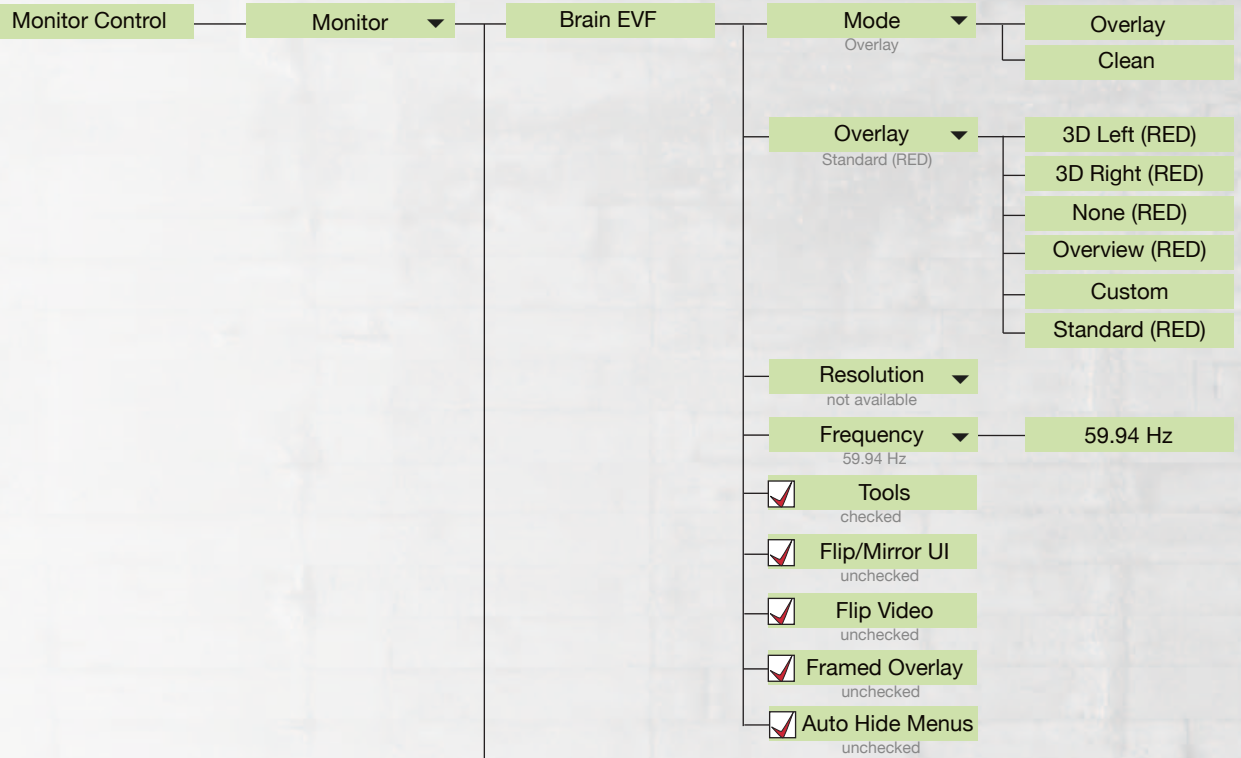 Monitor Control
Monitor
Brain EVF
Mode
Overlay
Overlay
Clean
Overlay
Standard (RED)
3D Left (RED)
3D Right (RED)
None (RED)
Overview (RED)
Custom
Standard (RED)
Resolution
not available
Frequency
59.94 Hz
59.94 Hz
Tools
checked
Flip/Mirror UI
unchecked
Flip Video
unchecked
Framed Overlay
unchecked
Auto Hide Menus
unchecked